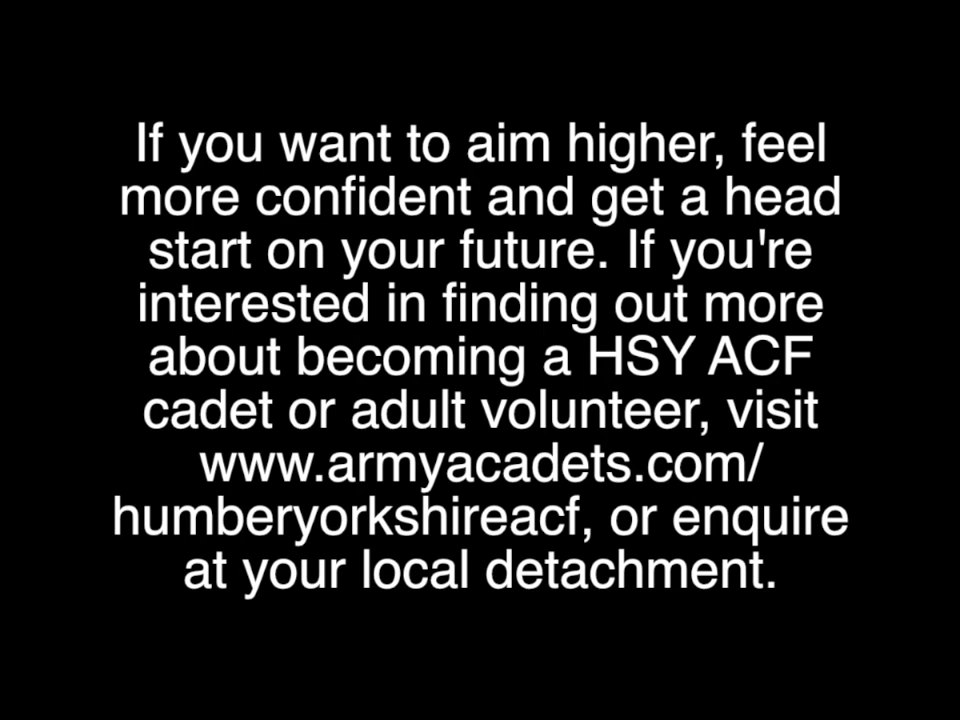 If you want to aim higher, feel
more confident and get a head
start on your future. If you're
interested in finding out more
about becoming a HSY ACF
cadet or adult volunteer, visit
www.armyacadets.com/
humberyorkshireacf, or enquire
at your local detachment.